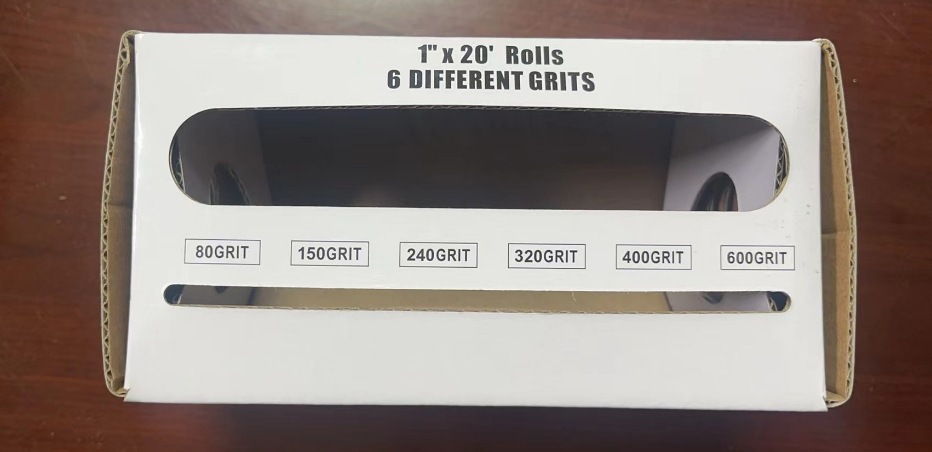 1" x 20' Rolls
6 DIFFERENT GRITS
80GRIT 150GRIT 240GRIT 320GRIT 400GRIT 600GRIT